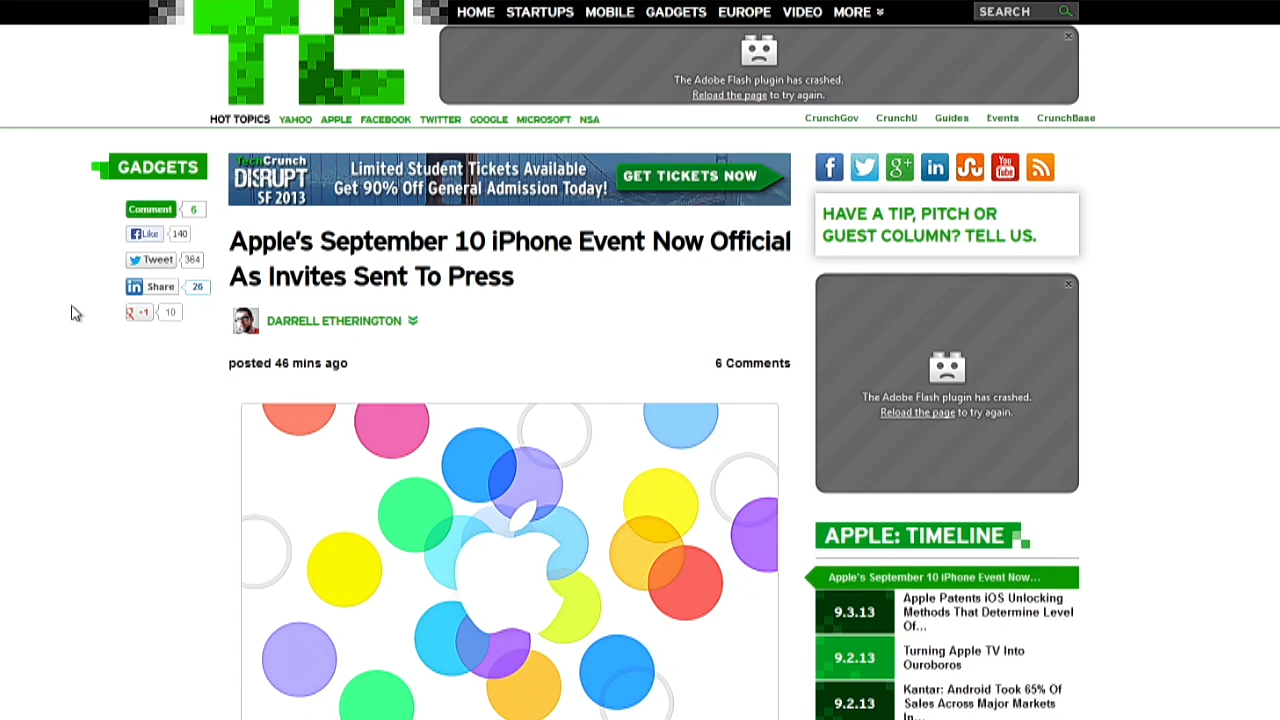 HOME STARTUPS MOBILE GADGETS EUROPE VIDEO MORE
SEARCH
TC
The Adobe Flash plugin has crashed.
Reload the page to try again.
HOT TOPICS YAHOO APPLE FACEBOOK TWITTER GOOGLE MICROSOFT NSA
CrunchGov CrunchU Guides Events CrunchBase
GADGETS
Comment 6
Like 140
Tweet 364
in Share 26
+1 10
TechCrunch
DISRUPT
SF 2013
Limited Student Tickets Available
Get 90% Off General Admission Today!
GET TICKETS NOW
Apple's September 10 iPhone Event Now Official
As Invites Sent To Press
DARRELL ETHERINGTON
posted 46 mins ago
6 Comments
f g+ in You Tube
HAVE A TIP, PITCH OR
GUEST COLUMN? TELL US.
The Adobe Flash plugin has crashed.
Reload the page to try again.
APPLE: TIMELINE
Apple's September 10 iPhone Event Now...
9.3.13
Apple Patents iOS Unlocking
Methods That Determine Level
Of...
9.2.13
Turning Apple TV Into
Ouroboros
9.2.13
Kantar: Android Took 65% Of
Sales Across Major Markets
In...